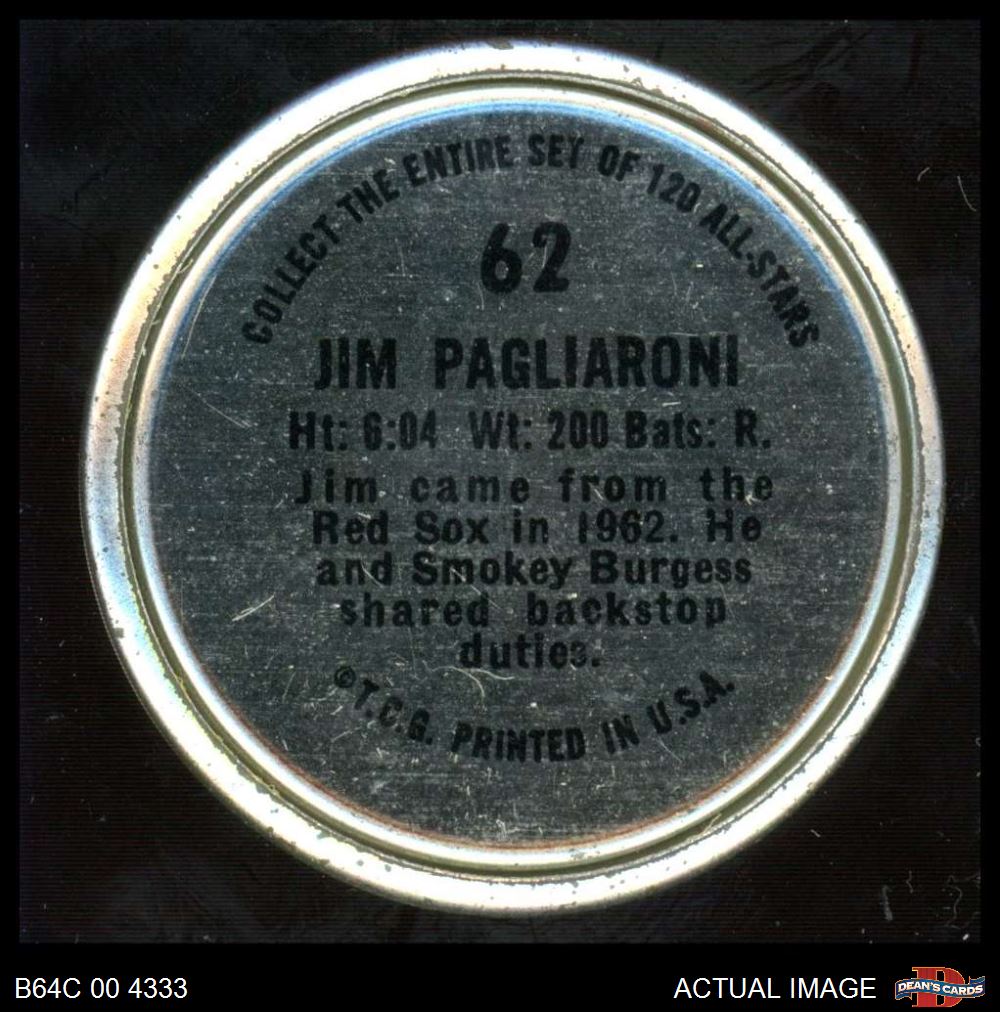 COLLECT THE ENTIRE SET OF 120 ALL-STARS
62
JIM PAGLIARONI
Ht: 6:04 Wt: 200 Bats: R.
Jim came from the
Red Sox in 1962. He
and Smokey Burgess
shared backstop
duties.
©T.C.G. PRINTED IN U.S.A.
B64C 00 4333
ACTUAL IMAGE
DEAN'S CARDS